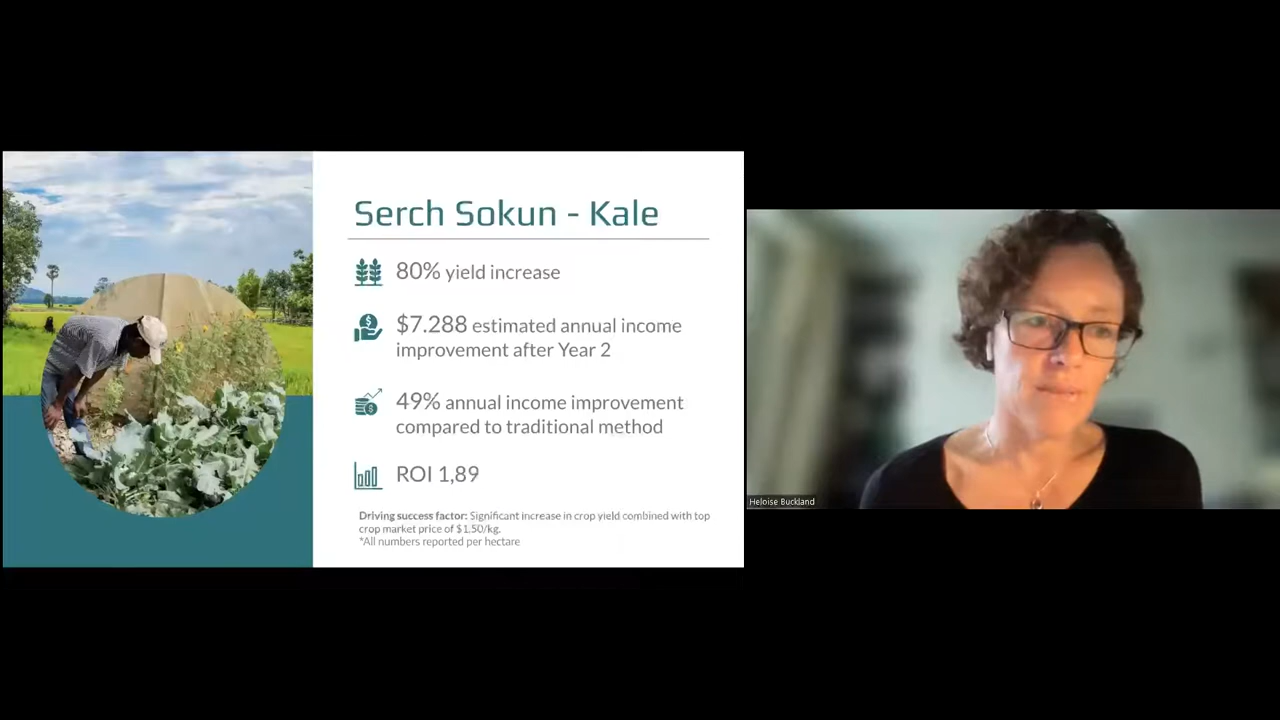 Serch Sokun - Kale
80% yield increase
$7.288 estimated annual income
improvement after Year 2
49% annual income improvement
compared to traditional method
ROI 1,89
Driving success factor: Significant increase in crop yield combined with top
crop market price of $1.50/kg.
*All numbers reported per hectare
Heloise Buckland